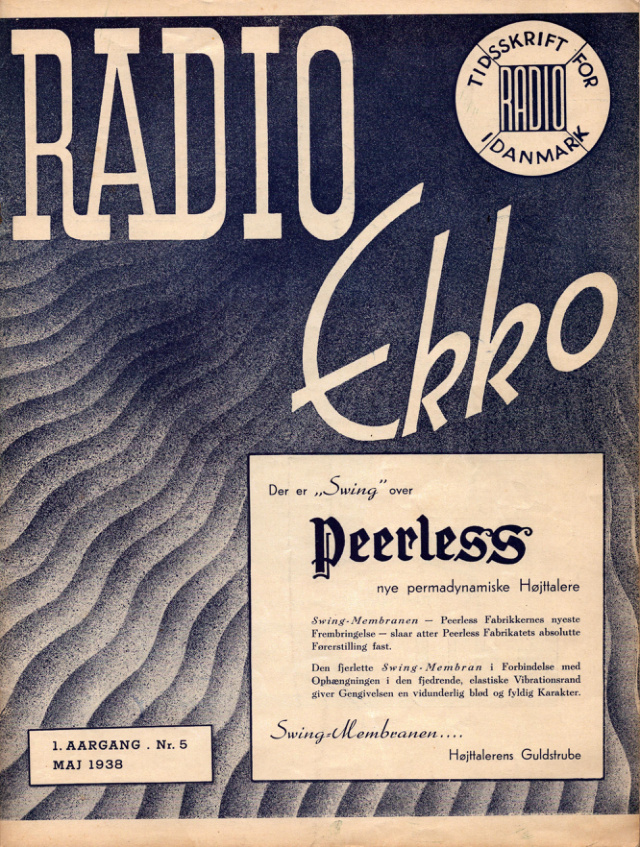 RADIO
Ekko
TIDSSKRIFT FOR
RADIO
I DANMARK
Der er „Swing” over
Peerless
nye permadynamiske Højttalere
Swing-Membranen — Peerless Fabrikkernes nyeste
Frembringelse — slaar atter Peerless Fabrikatets absolutte
Førerstilling fast.
Den fjerlette Swing-Membran i Forbindelse med
Ophængningen i den fjedrende, elastiske Vibrationsrand
giver Gengivelsen en vidunderlig blød og fyldig Karakter.
Swing=Membranen....
Højttalerens Guldstrube
1. AARGANG . Nr. 5
MAJ 1938